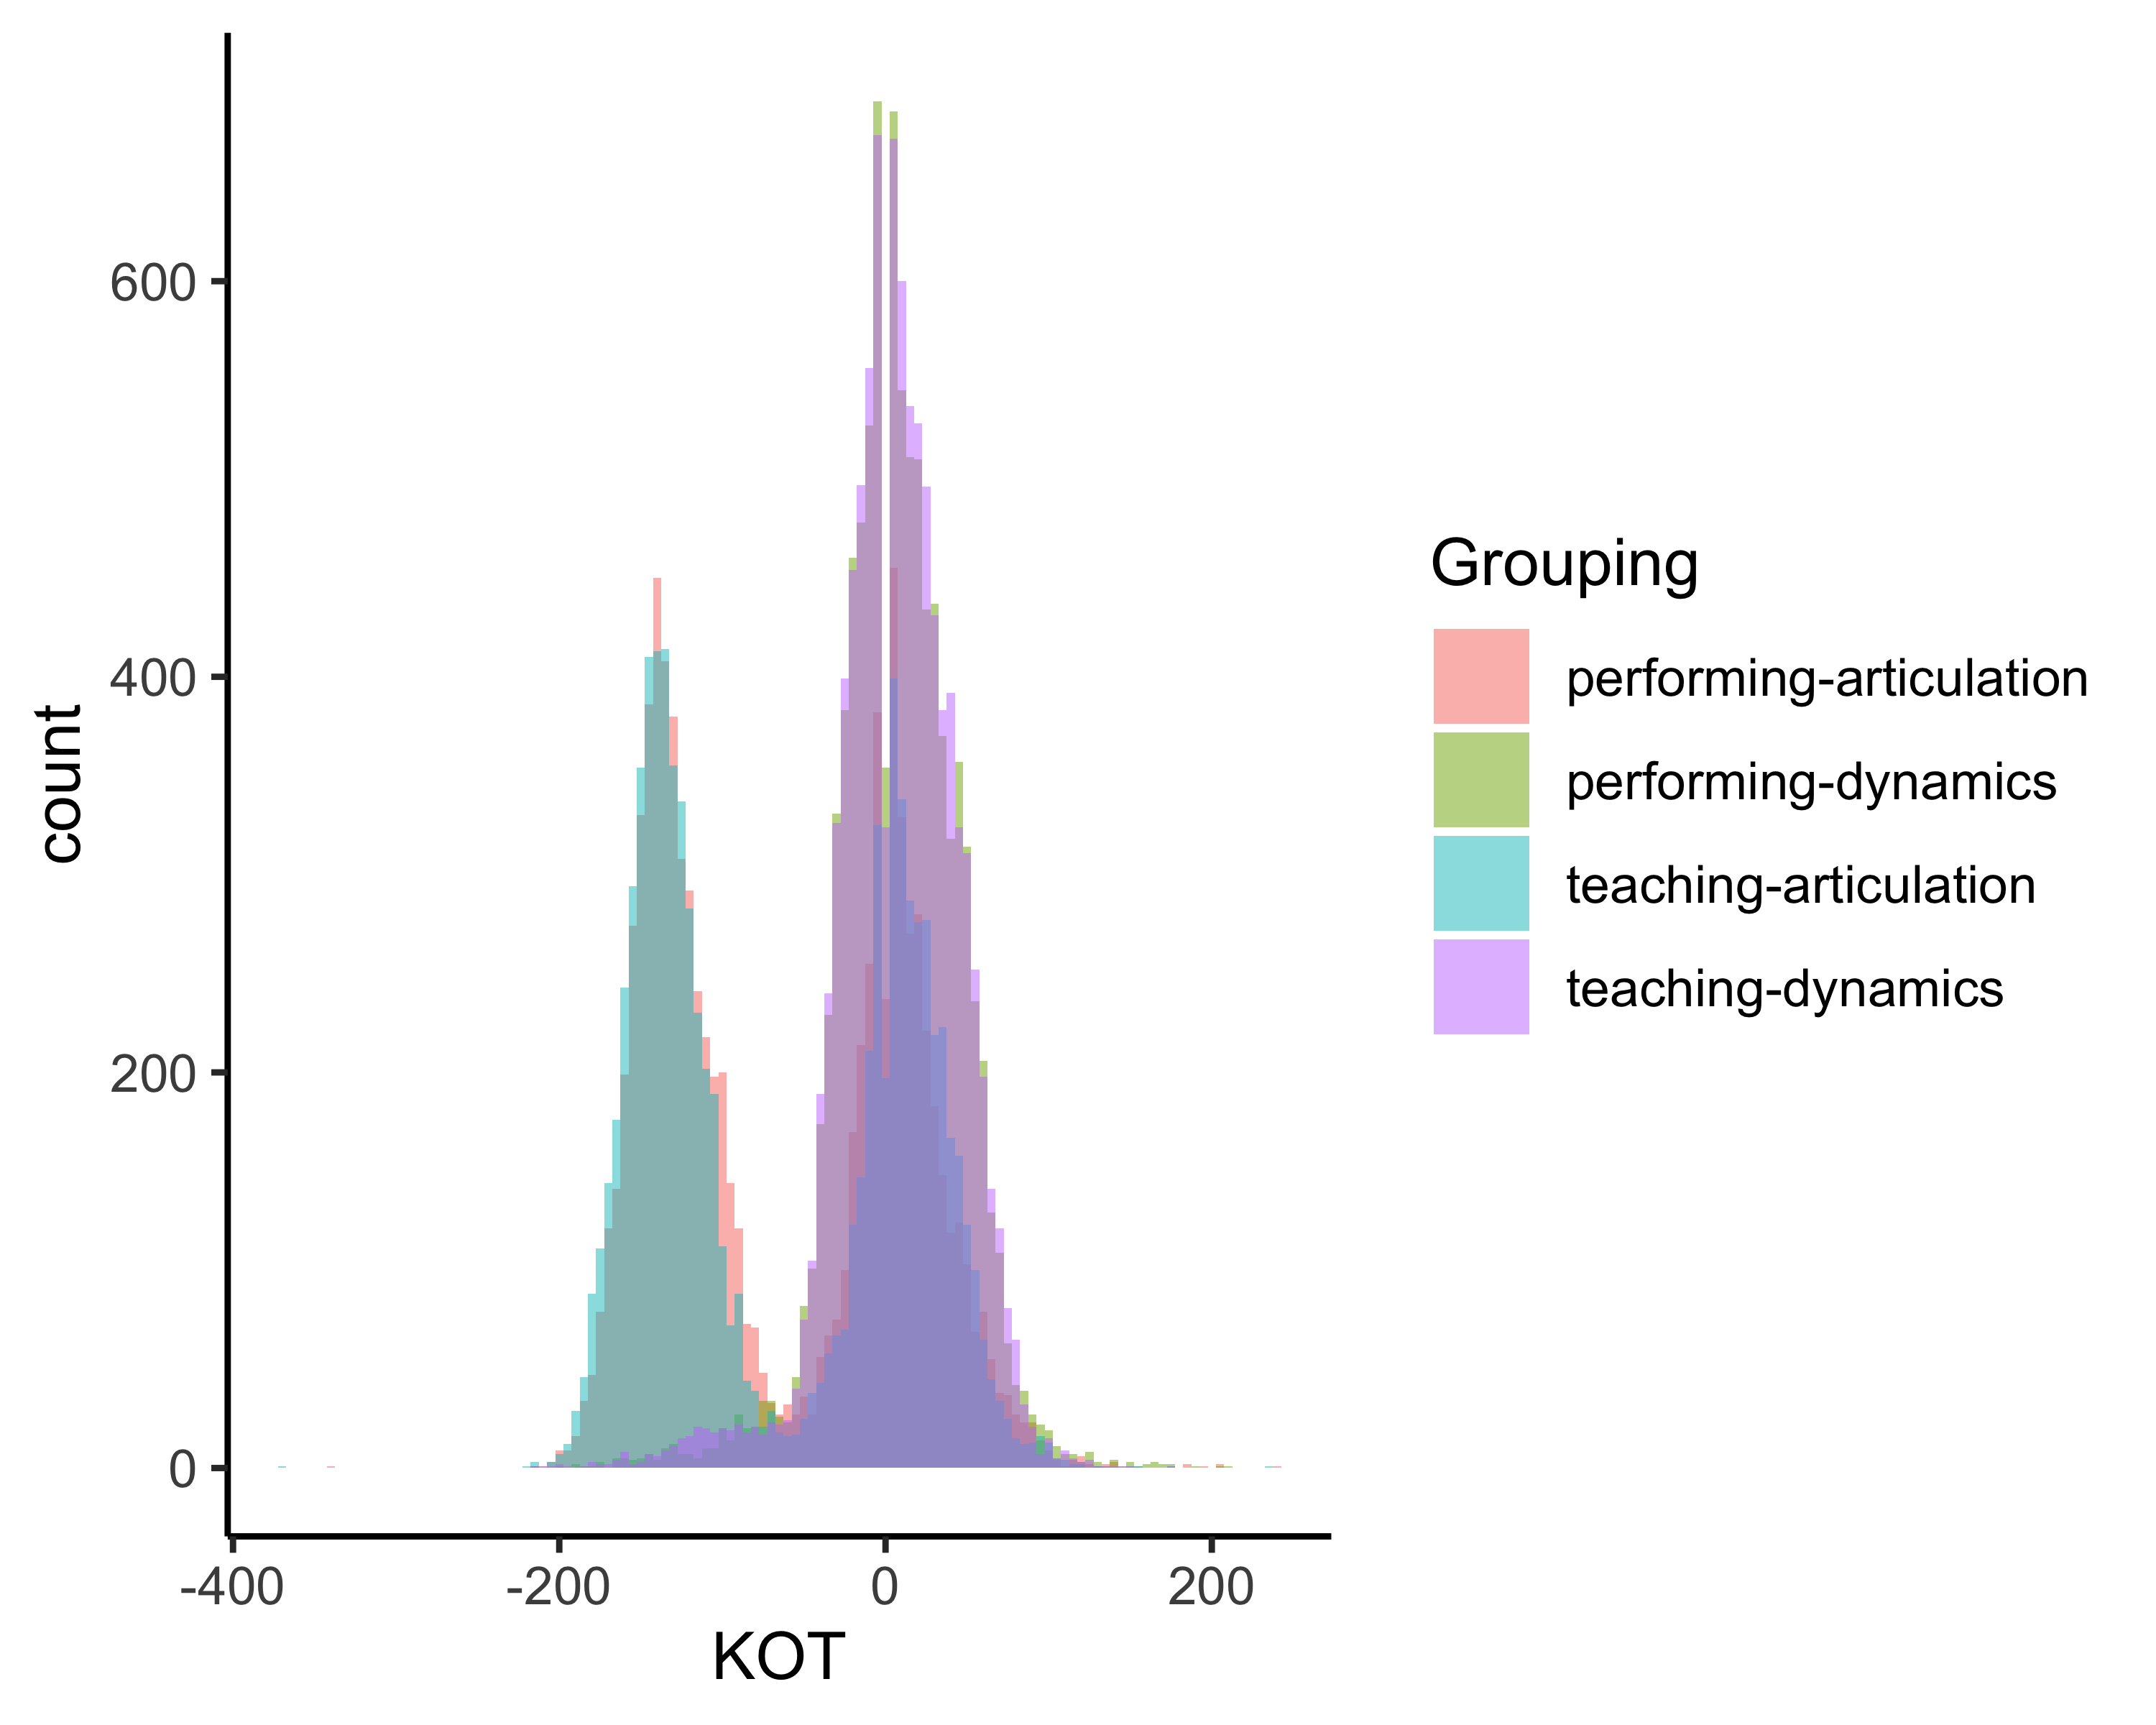 600
400
200
0
count
-400
-200
0
200
KOT
Grouping
performing-articulation
performing-dynamics
teaching-articulation
teaching-dynamics